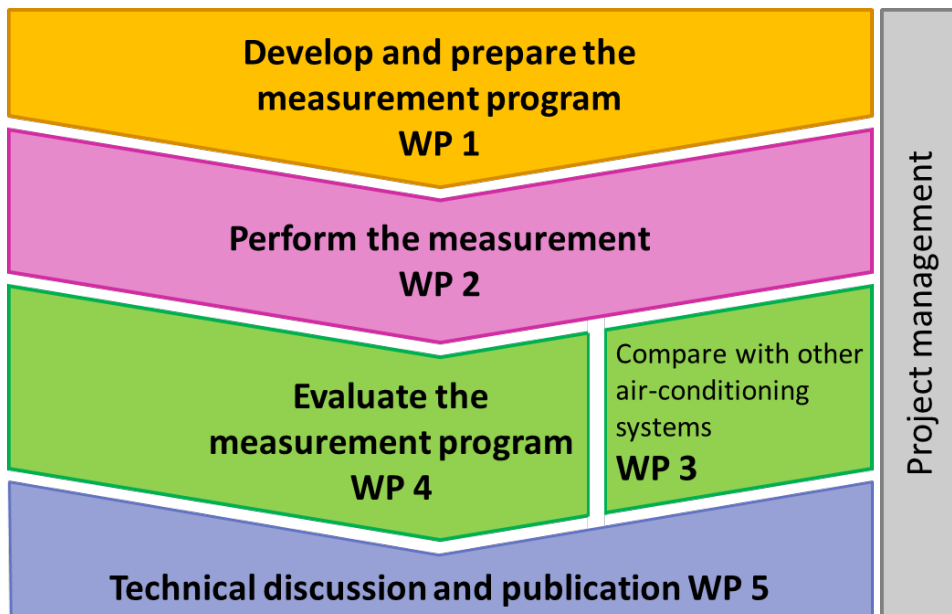 Develop and prepare the
measurement program
WP 1
Perform the measurement
WP 2
Evaluate the
measurement program
WP 4
Compare with other
air-conditioning
systems
WP 3
Technical discussion and publication WP 5
Project management